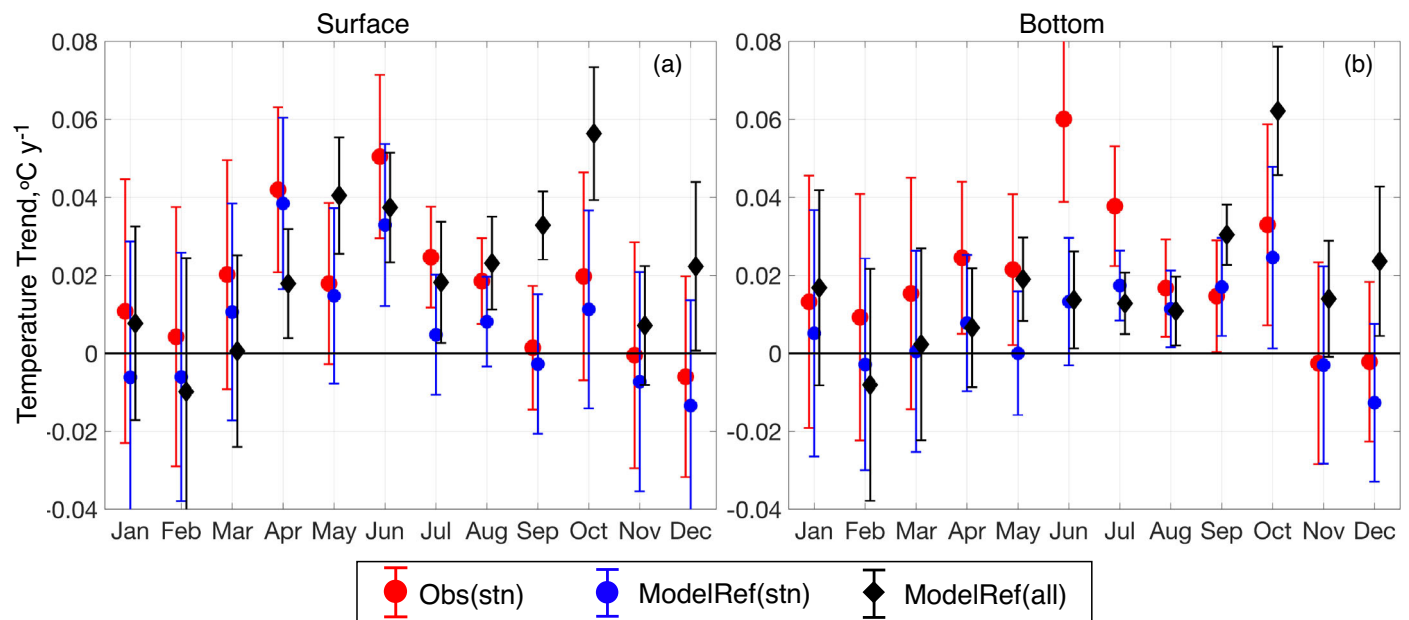 Surface
Bottom
Temperature Trend,ºC y⁻¹
(a)
0.08
0.06
0.04
0.02
0
-0.02
-0.04
Jan Feb Mar Apr May Jun Jul Aug Sep Oct Nov Dec
(b)
0.08
0.06
0.04
0.02
0
-0.02
-0.04
Jan Feb Mar Apr May Jun Jul Aug Sep Oct Nov Dec
Obs(stn) ModelRef(stn) ModelRef(all)